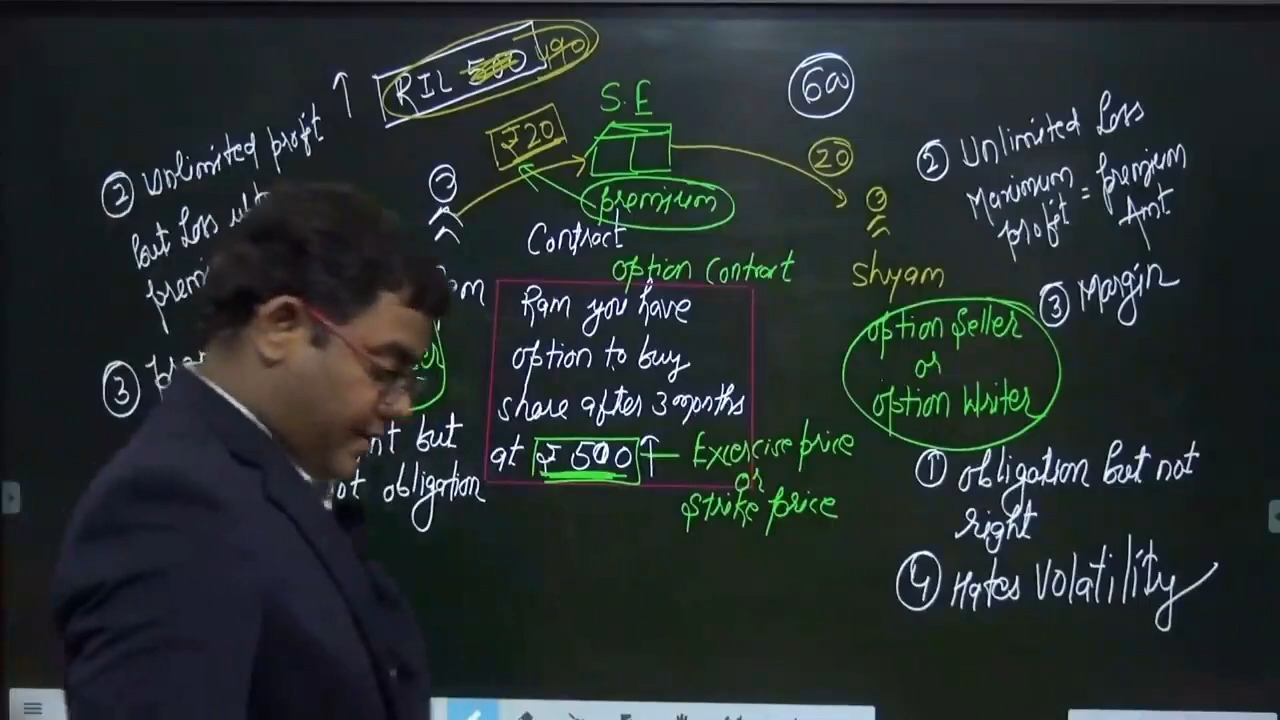 RIL 500 490
S.E
600
₹20
20
premium
Contract
option Contract
② Unlimited profit ↑
but Loss
premi
③
nt but
ot obligation
Ram you have
option to buy
share after 3 months
at ₹ 500 ↑
Excercise price
or
Strike price
Shyam
option Seller
or
option Writer
② Unlimited Loss
Maximum profit = premium Amt
③ Margin
① obligation but not
right
④ Hates Volatility